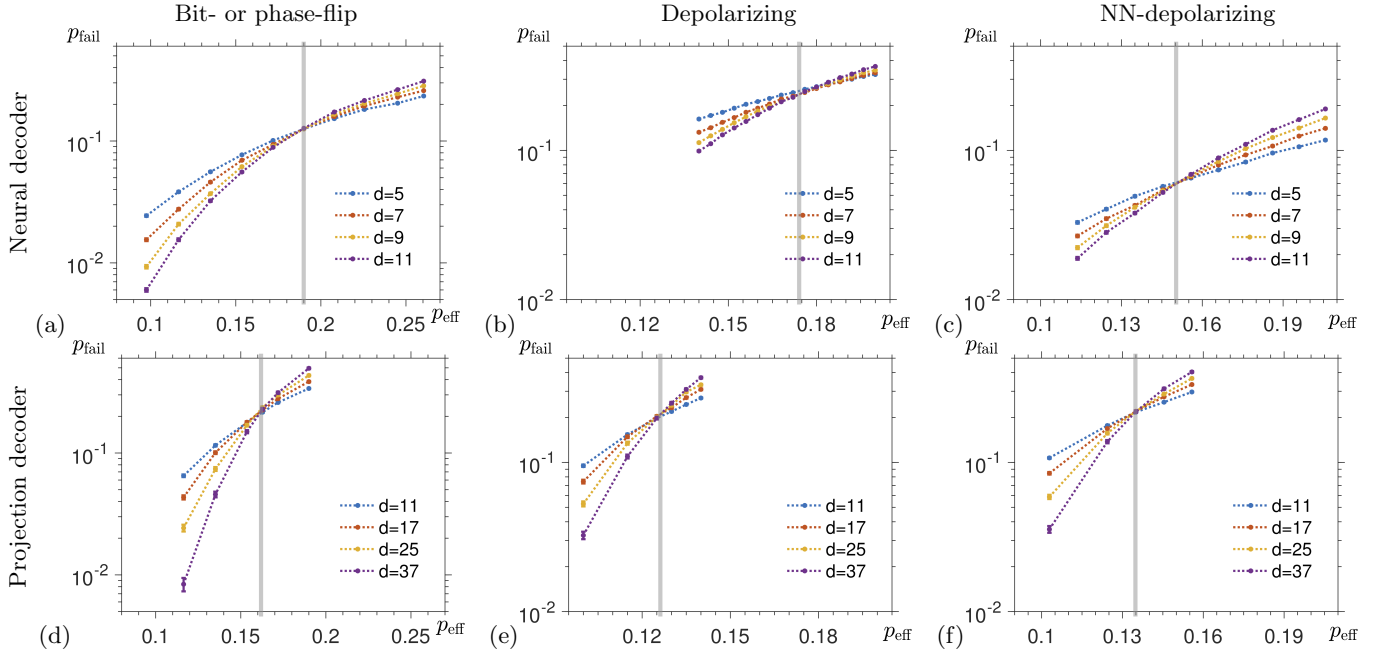 Bit- or phase-flip
Depolarizing
NN-depolarizing
Neural decoder
p_fail
10^-1
10^-2
d=5
d=7
d=9
d=11
0.1 0.15 0.2 0.25 p_eff
(a)
p_fail
10^-1
10^-2
d=5
d=7
d=9
d=11
0.12 0.15 0.18 p_eff
(b)
p_fail
10^-1
10^-2
d=5
d=7
d=9
d=11
0.1 0.13 0.16 0.19 p_eff
(c)
Projection decoder
p_fail
10^-1
10^-2
d=11
d=17
d=25
d=37
0.1 0.15 0.2 0.25 p_eff
(d)
p_fail
10^-1
10^-2
d=11
d=17
d=25
d=37
0.12 0.15 0.18 p_eff
(e)
p_fail
10^-1
10^-2
d=11
d=17
d=25
d=37
0.1 0.13 0.16 0.19 p_eff
(f)